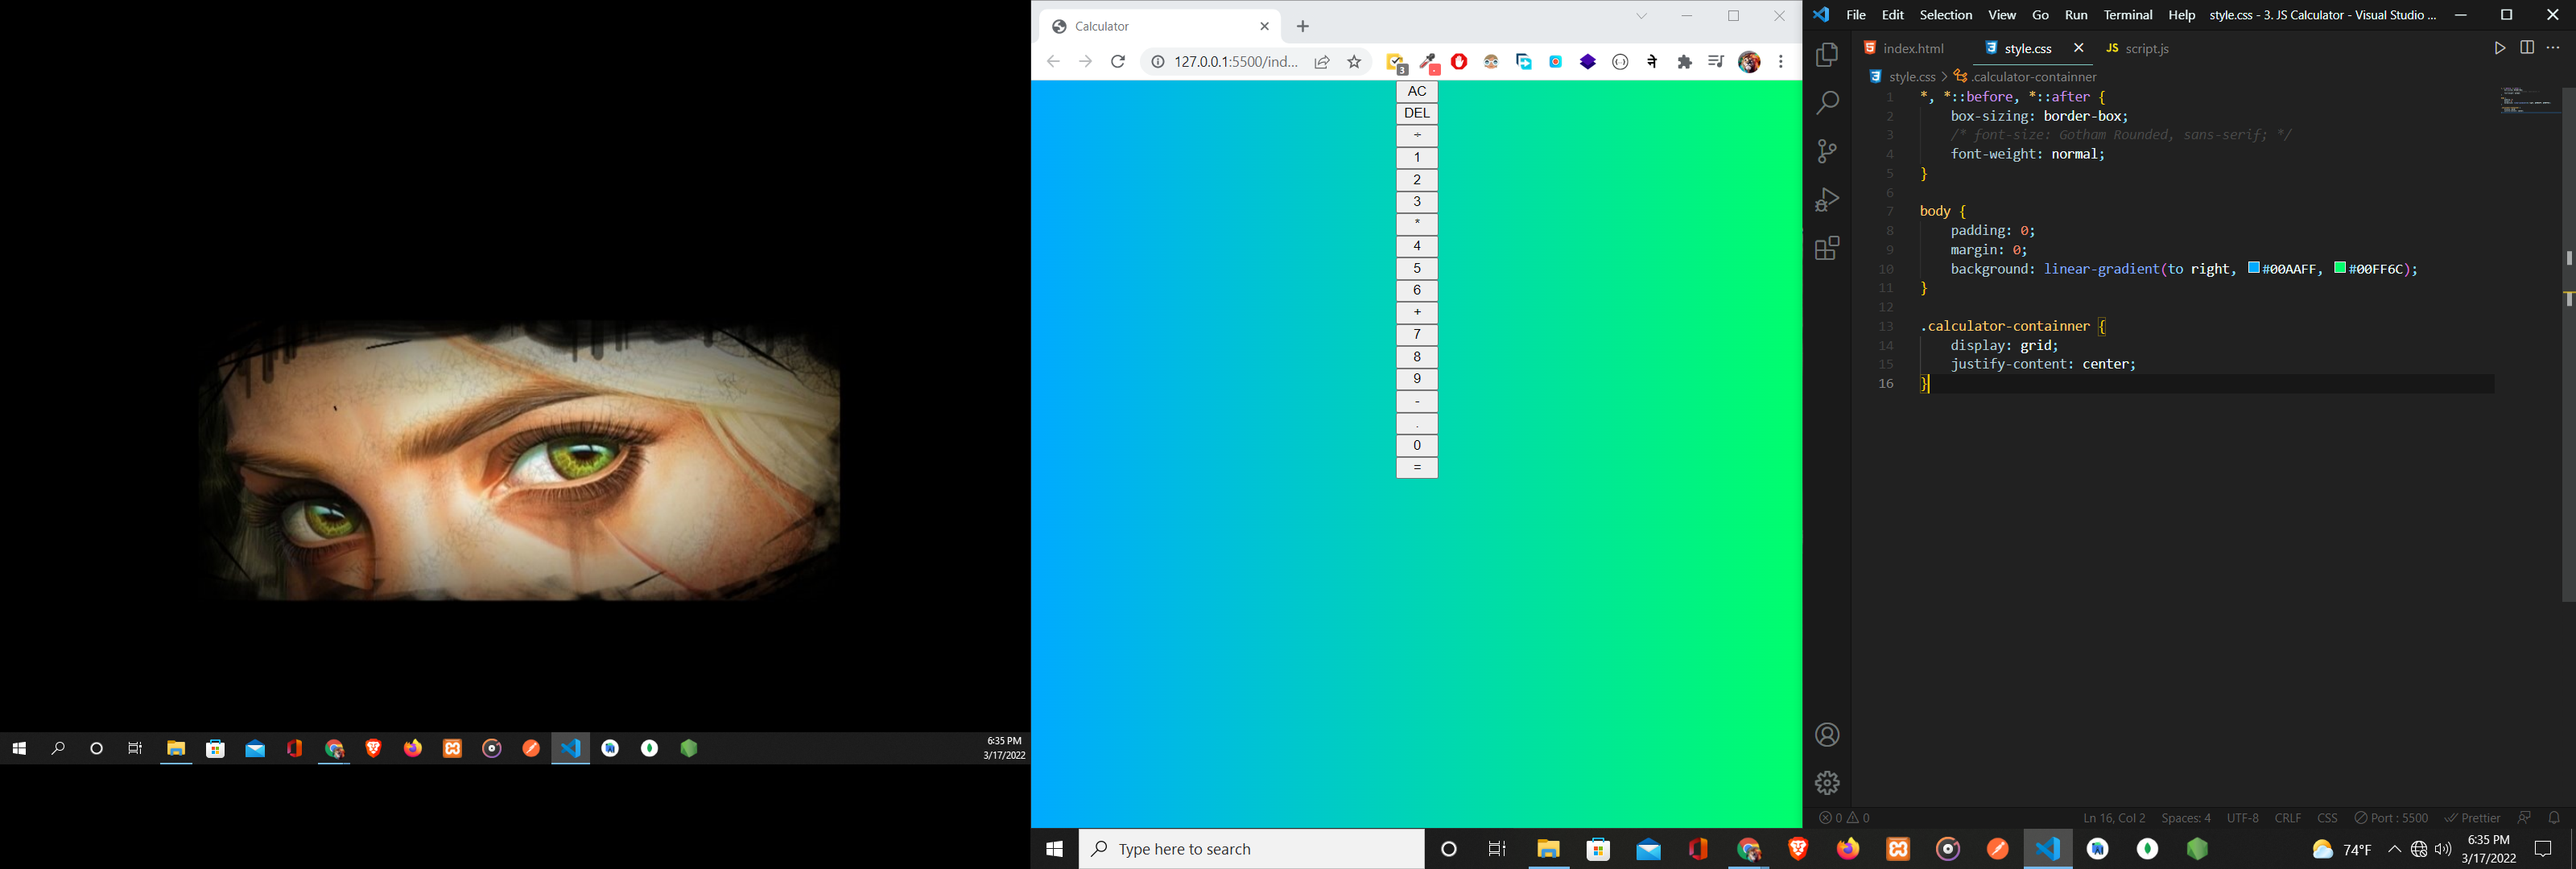 6:35 PM
3/17/2022
Calculator
127.0.0.1:5500/ind...
3
AC
DEL
÷
1
2
3
*
4
5
6
+
7
8
9
-
.
0
=
Type here to search
File Edit Selection View Go Run Terminal Help style.css - 3. JS Calculator - Visual Studio ...
index.html style.css JS script.js
style.css > .calculator-containner
1 *, *::before, *::after {
2 box-sizing: border-box;
3 /* font-size: Gotham Rounded, sans-serif; */
4 font-weight: normal;
5 }
6
7 body {
8 padding: 0;
9 margin: 0;
10 background: linear-gradient(to right, #00AAFF, #00FF6C);
11 }
12
13 .calculator-containner {
14 display: grid;
15 justify-content: center;
16 }
0 0 Ln 16, Col 2 Spaces: 4 UTF-8 CRLF CSS Port : 5500 Prettier
74°F
6:35 PM
3/17/2022